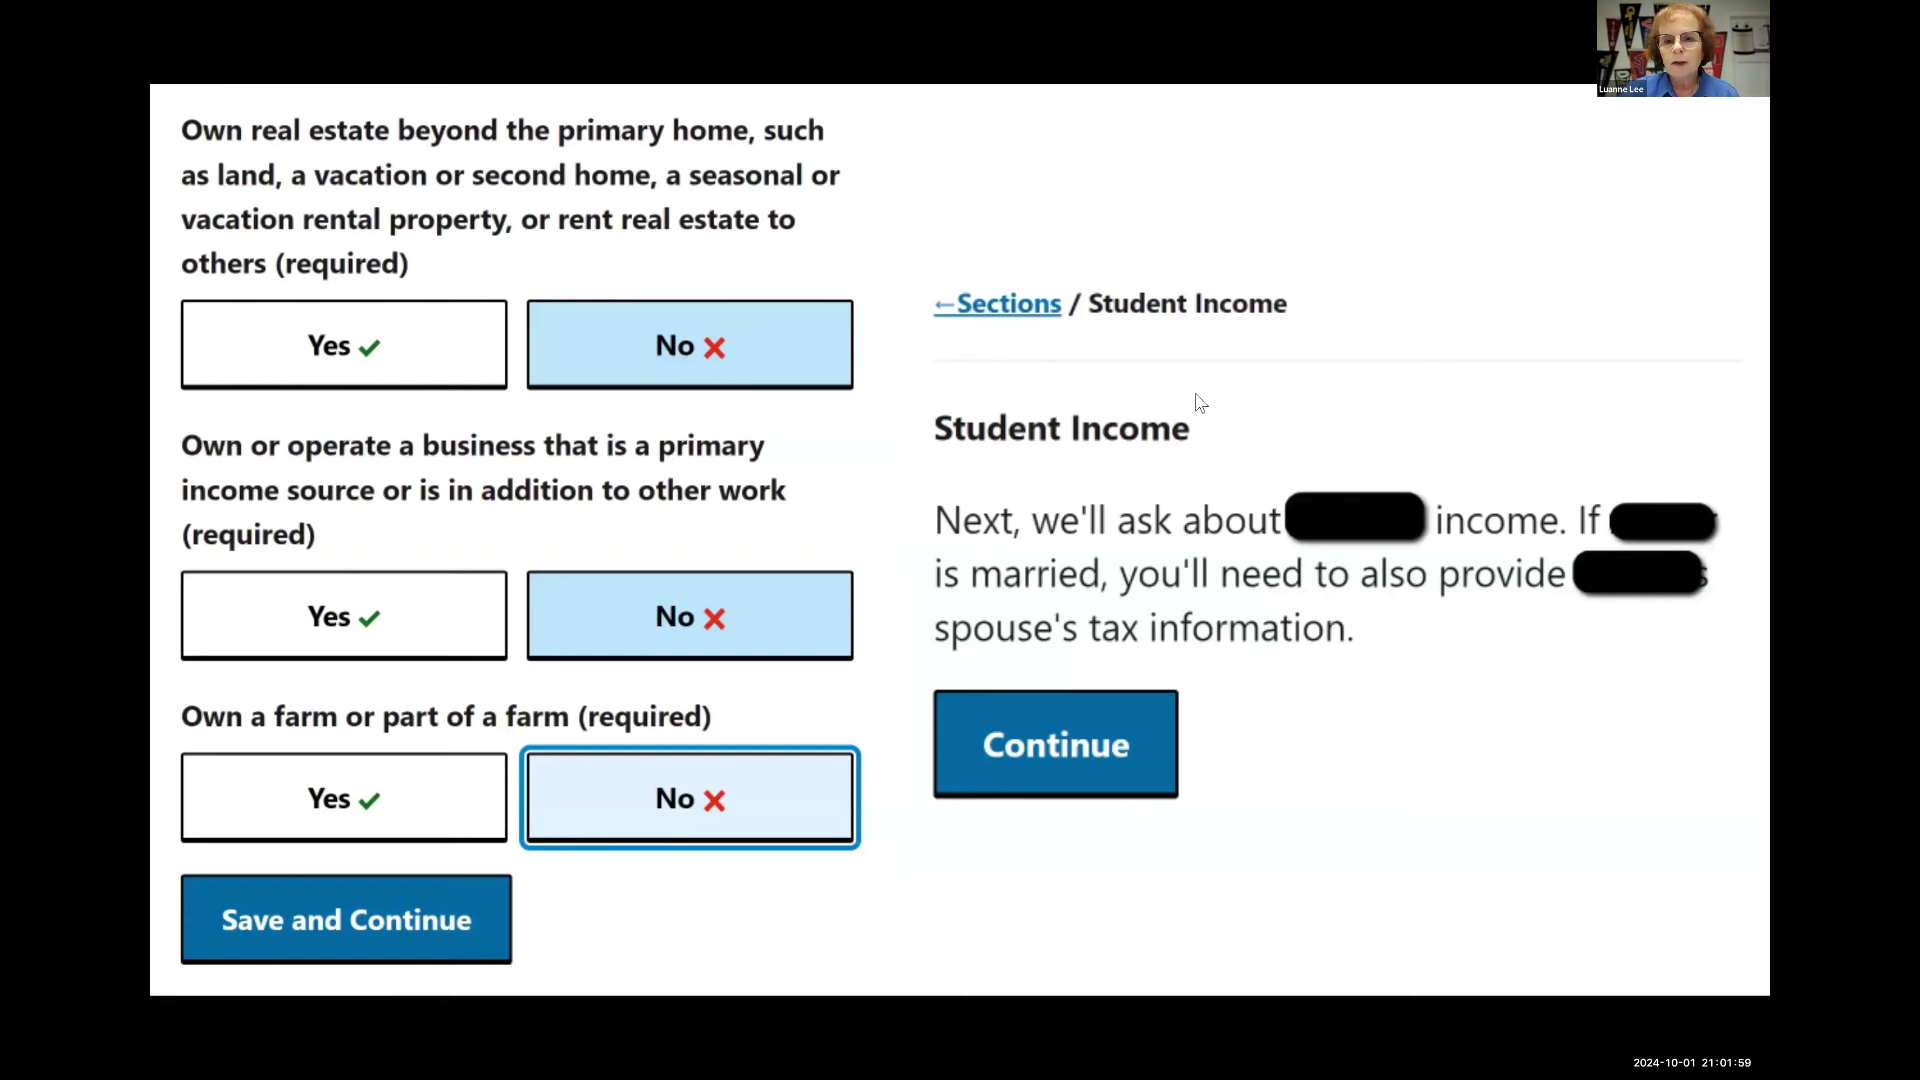 Luanne Lee
Own real estate beyond the primary home, such
as land, a vacation or second home, a seasonal or
vacation rental property, or rent real estate to
others (required)
Yes
No
Own or operate a business that is a primary
income source or is in addition to other work
(required)
Yes
No
Own a farm or part of a farm (required)
Yes
No
Save and Continue
←Sections / Student Income
Student Income
Next, we'll ask about income. If
is married, you'll need to also provide
spouse's tax information.
Continue
2024-10-01 21:01:59